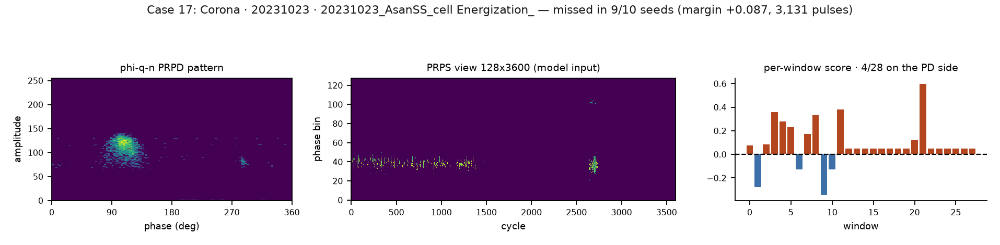 Case 17: Corona · 20231023 · 20231023_AsanSS_cell Energization_ — missed in 9/10 seeds (margin +0.087, 3,131 pulses)
phi-q-n PRPD pattern
250
200
150
100
50
0
amplitude
0 90 180 270 360
phase (deg)
PRPS view 128x3600 (model input)
120
100
80
60
40
20
0
phase bin
0 500 1000 1500 2000 2500 3000 3500
cycle
per-window score · 4/28 on the PD side
0.6
0.4
0.2
0.0
−0.2
0 5 10 15 20 25
window